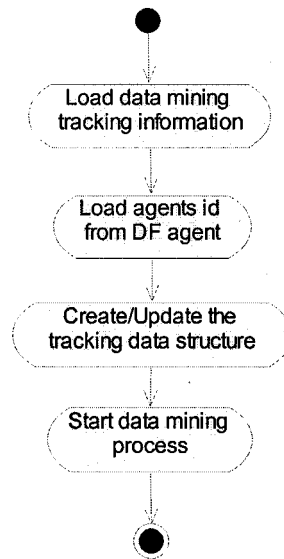 Load data mining
tracking information
Load agents id
from DF agent
Create/Update the
tracking data structure
Start data mining
process